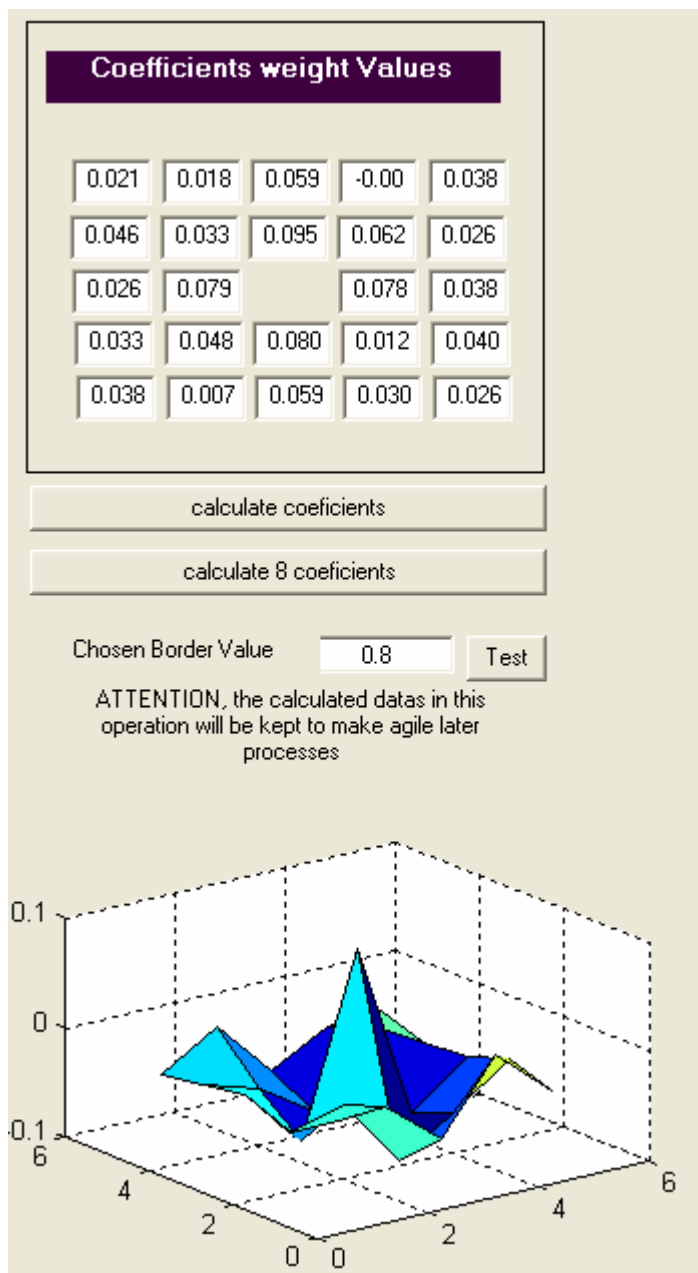 Coefficients weight Values
0.021 0.018 0.059 -0.00 0.038
0.046 0.033 0.095 0.062 0.026
0.026 0.079 0.078 0.038
0.033 0.048 0.080 0.012 0.040
0.038 0.007 0.059 0.030 0.026
calculate coeficients
calculate 8 coeficients
Chosen Border Value 0.8 Test
ATTENTION, the calculated datas in this
operation will be kept to make agile later
processes
0.1
0
-0.1
6
4
2
0
0
2
4
6